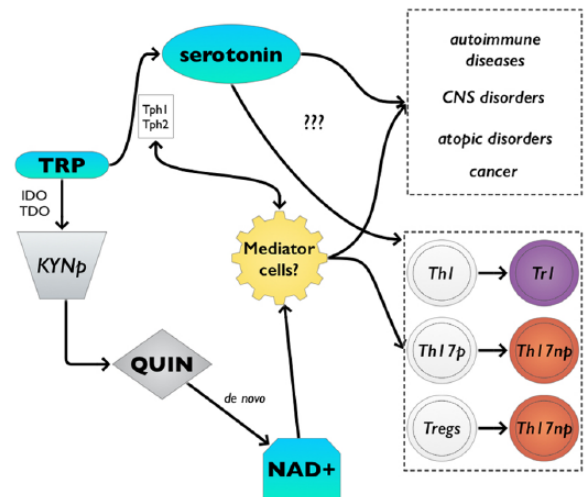 serotonin
autoimmune
diseases
CNS disorders
atopic disorders
cancer
Tph1
Tph2
???
TRP
IDO
TDO
KYNp
Mediator
cells?
Th1
Tr1
Th17p
Th17np
Tregs
Th17np
QUIN
de novo
NAD+